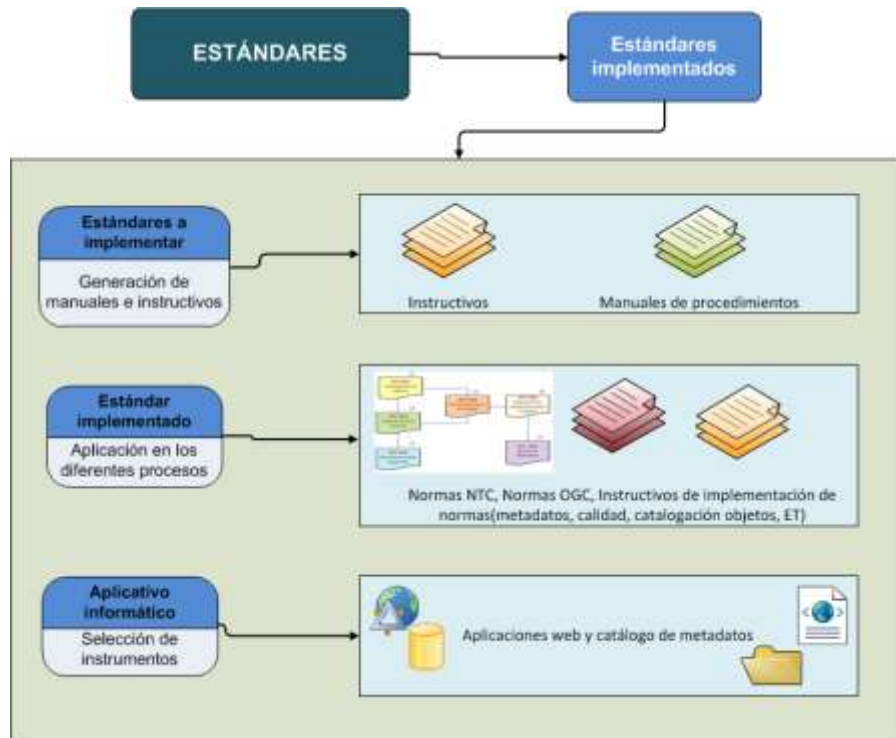 ESTÁNDARES
Estándares
implementados
Estándares a
implementar
Generación de
manuales e instructivos
Instructivos
Manuales de procedimientos
Estándar
implementado
Aplicación en los
diferentes procesos
Normas NTC, Normas OGC, Instructivos de implementación de
normas(metadatos, calidad, catalogación objetos, ET)
Aplicativo
informático
Selección de
instrumentos
Aplicaciones web y catálogo de metadatos